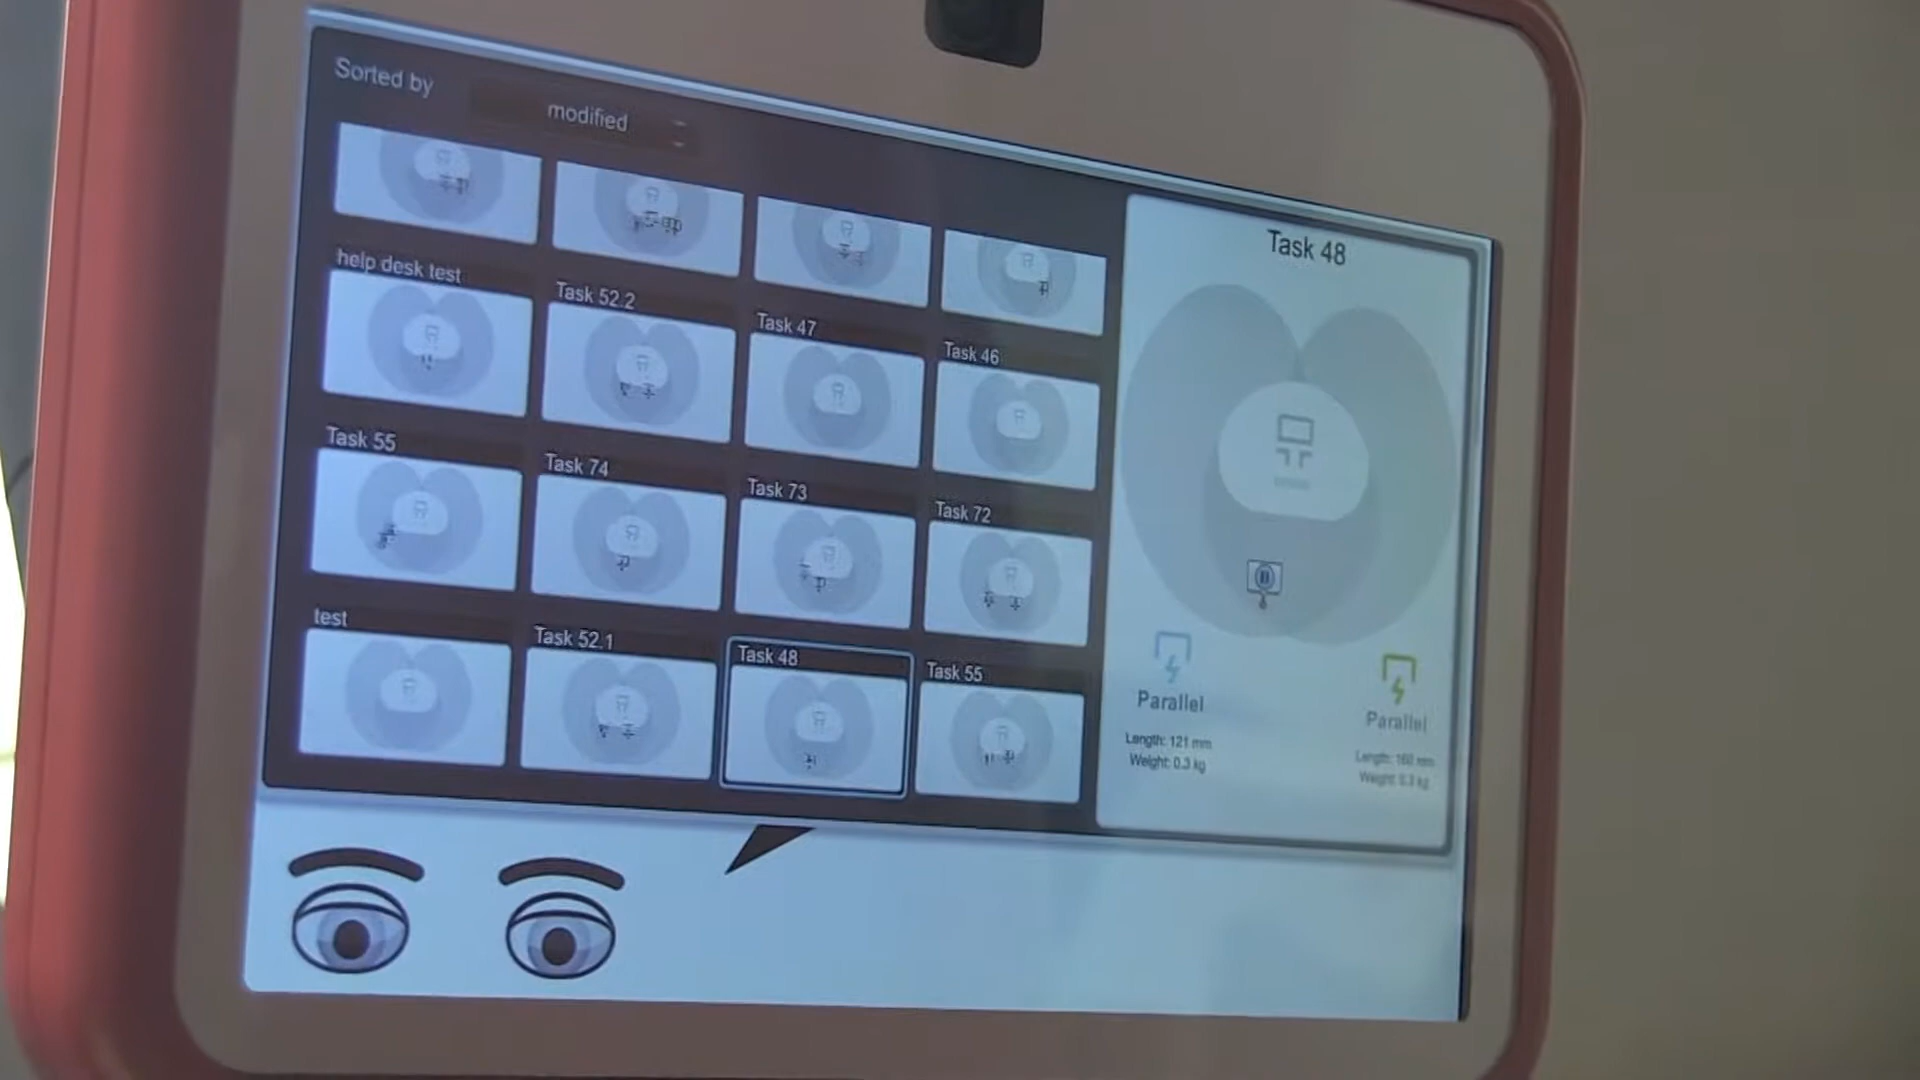 Sorted by
modified
help desk test
Task 52.2
Task 47
Task 46
Task 55
Task 74
Task 73
Task 72
test
Task 52.1
Task 48
Task 55
Task 48
Parallel
Length: 121 mm
Weight: 0.3 kg
Parallel
Length: 160 mm
Weight: 0.3 kg